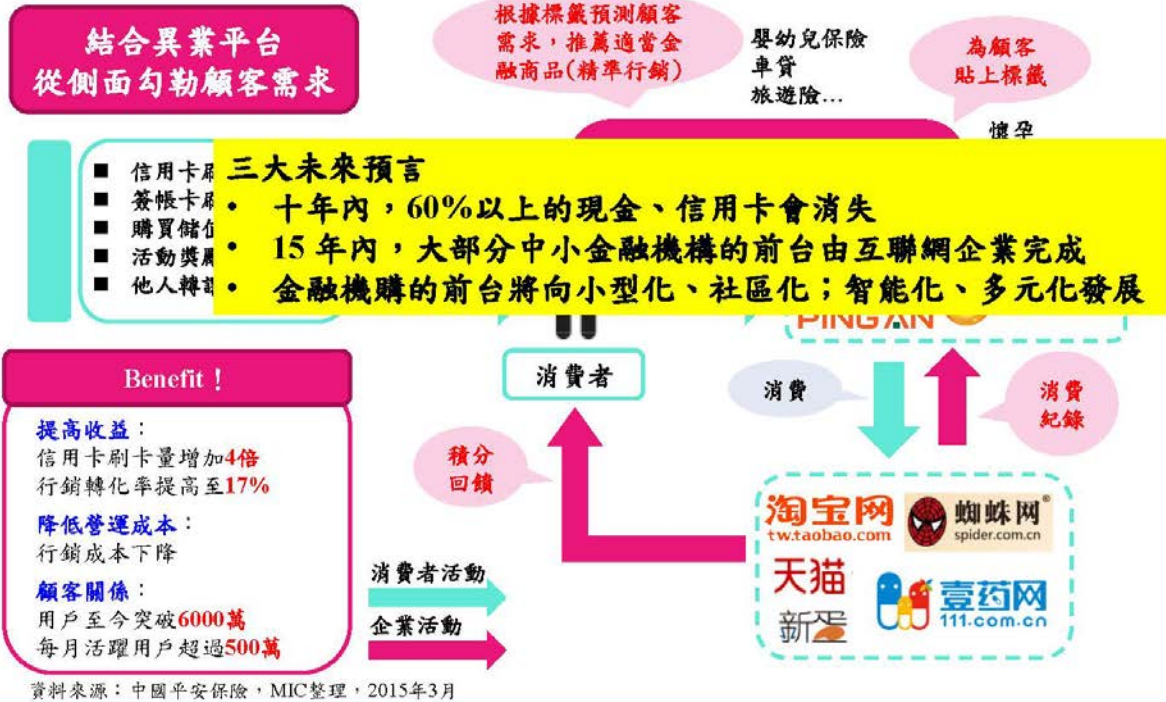 結合異業平台
從側面勾勒顧客需求
根據標籤預測顧客
需求，推薦適當金
融商品(精準行銷)
嬰幼兒保險
車貸
旅遊險…
為顧客
貼上標籤
懷孕
■ 信用卡刷
■ 簽帳卡刷
■ 購買儲值
■ 活動獎
■ 他人轉
三大未來預言
• 十年內，60%以上的現金、信用卡會消失
• 15 年內，大部分中小金融機構的前台由互聯網企業完成
• 金融機購的前台將向小型化、社區化；智能化、多元化發展
PING AN
消費者
消費
消費
紀錄
積分
回饋
Benefit！
提高收益：
信用卡刷卡量增加4倍
行銷轉化率提高至17%
降低營運成本：
行銷成本下降
顧客關係：
用戶至今突破6000萬
每月活躍用戶超過500萬
消費者活動
企業活動
淘宝网
tw.taobao.com
蜘蛛网
spider.com.cn
天猫
新蛋
壹药网
111.com.cn
資料來源：中國平安保險，MIC整理，2015年3月